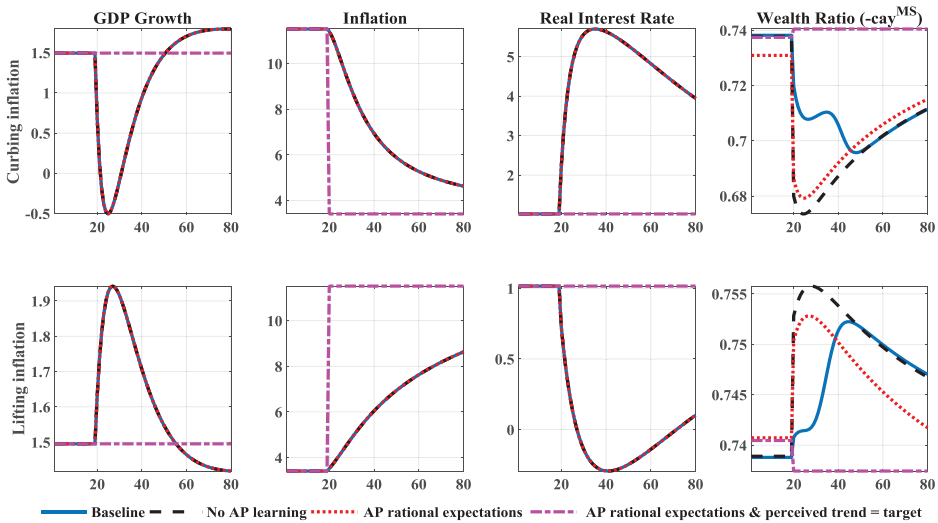 GDP Growth
Inflation
Real Interest Rate
Wealth Ratio (-cay^MS)
Curbing inflation
1.5
1
0.5
0
-0.5
20 40 60 80
10
8
6
4
20 40 60 80
5
4
3
2
20 40 60 80
0.74
0.72
0.7
0.68
20 40 60 80
Lifting inflation
1.9
1.8
1.7
1.6
1.5
20 40 60 80
10
8
6
4
20 40 60 80
1
0.5
0
20 40 60 80
0.755
0.75
0.745
0.74
20 40 60 80
Baseline
No AP learning
AP rational expectations
AP rational expectations & perceived trend = target